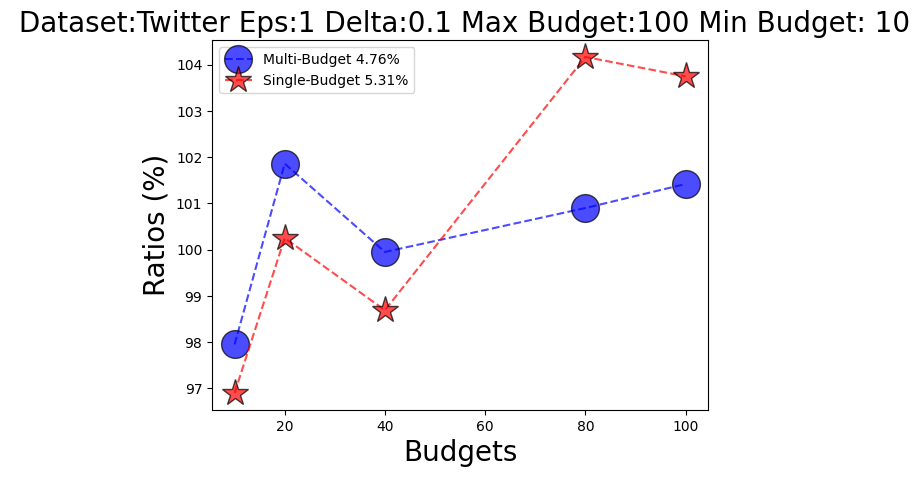 Dataset:Twitter Eps:1 Delta:0.1 Max Budget:100 Min Budget: 10
Multi-Budget 4.76%
Single-Budget 5.31%
104
103
102
101
100
99
98
97
Ratios (%)
20 40 60 80 100
Budgets